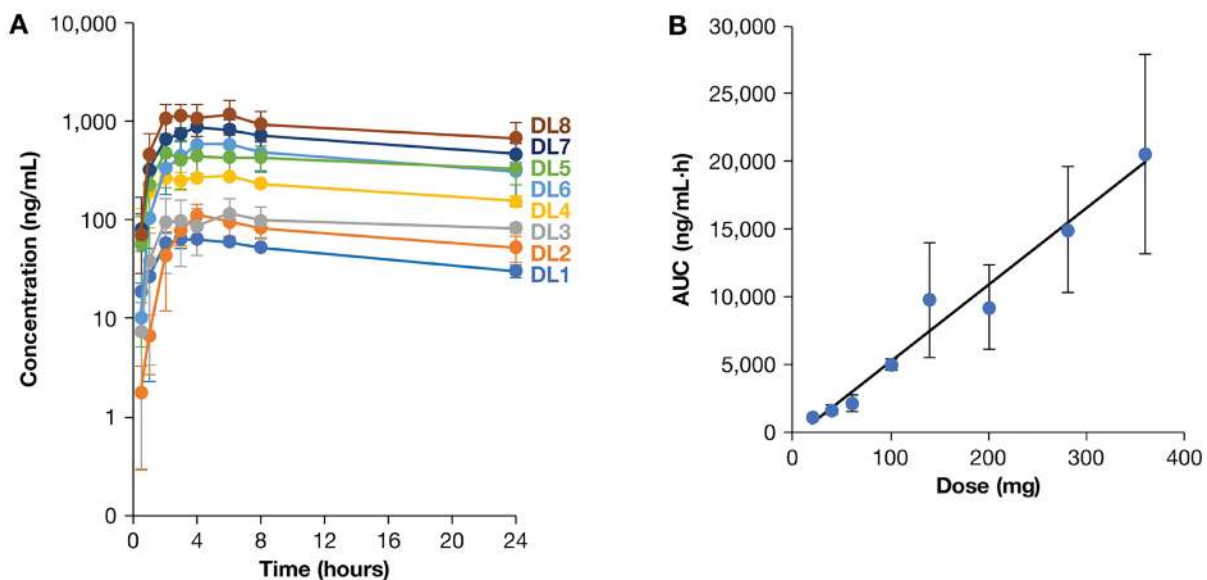 A
Concentration (ng/mL)
10,000
1,000
100
10
1
0
0 4 8 12 16 20 24
Time (hours)
DL8
DL7
DL5
DL6
DL4
DL3
DL2
DL1
B
AUC (ng/mL·h)
30,000
25,000
20,000
15,000
10,000
5,000
0
0 100 200 300 400
Dose (mg)